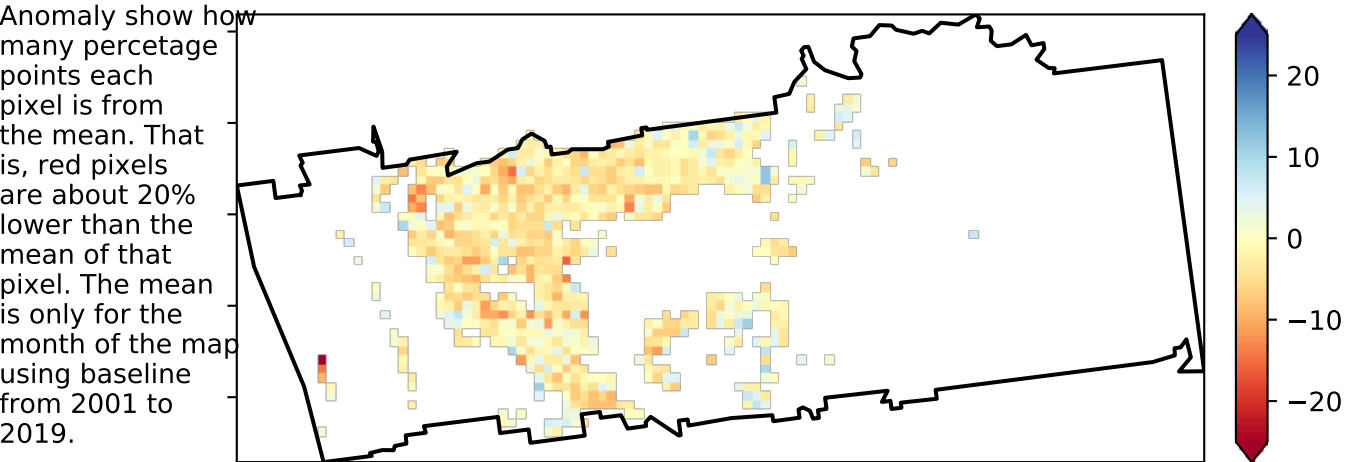 Anomaly show how
many percetage
points each
pixel is from
the mean. That
is, red pixels
are about 20%
lower than the
mean of that
pixel. The mean
is only for the
month of the map
using baseline
from 2001 to
2019.
20
10
0
−10
−20